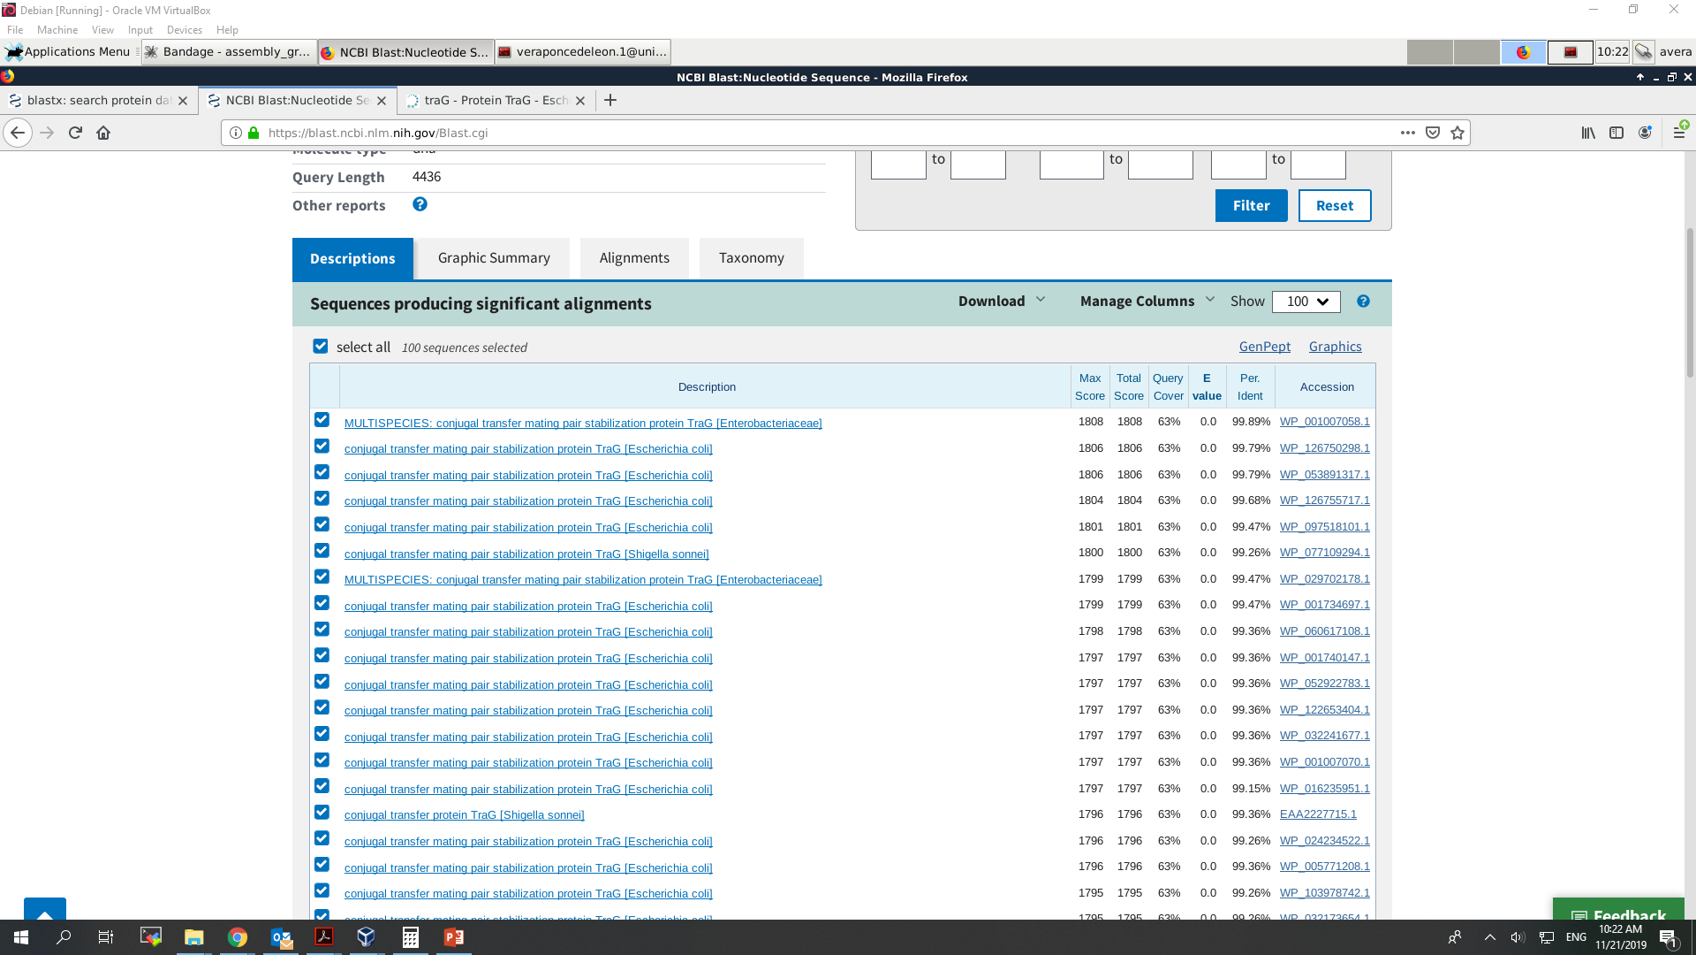 Debian [Running] - Oracle VM VirtualBox
File Machine View Input Devices Help
Applications Menu Bandage - assembly_gr... NCBI Blast:Nucleotide S... veraponcedeleon.1@uni... 10:22 avera
NCBI Blast:Nucleotide Sequence - Mozilla Firefox
blastx: search protein dat NCBI Blast:Nucleotide Se traG - Protein TraG - Esch
https://blast.ncbi.nlm.nih.gov/Blast.cgi
Molecule type dna
to to to
Query Length 4436
Other reports
Filter Reset
Descriptions Graphic Summary Alignments Taxonomy
Sequences producing significant alignments Download Manage Columns Show 100
select all 100 sequences selected GenPept Graphics
Description Max Score Total Score Query Cover E value Per. Ident Accession
MULTISPECIES: conjugal transfer mating pair stabilization protein TraG [Enterobacteriaceae] 1808 1808 63% 0.0 99.89% WP_001007058.1
conjugal transfer mating pair stabilization protein TraG [Escherichia coli] 1806 1806 63% 0.0 99.79% WP_126750298.1
conjugal transfer mating pair stabilization protein TraG [Escherichia coli] 1806 1806 63% 0.0 99.79% WP_053891317.1
conjugal transfer mating pair stabilization protein TraG [Escherichia coli] 1804 1804 63% 0.0 99.68% WP_126755717.1
conjugal transfer mating pair stabilization protein TraG [Escherichia coli] 1801 1801 63% 0.0 99.47% WP_097518101.1
conjugal transfer mating pair stabilization protein TraG [Shigella sonnei] 1800 1800 63% 0.0 99.26% WP_077109294.1
MULTISPECIES: conjugal transfer mating pair stabilization protein TraG [Enterobacteriaceae] 1799 1799 63% 0.0 99.47% WP_029702178.1
conjugal transfer mating pair stabilization protein TraG [Escherichia coli] 1799 1799 63% 0.0 99.47% WP_001734697.1
conjugal transfer mating pair stabilization protein TraG [Escherichia coli] 1798 1798 63% 0.0 99.36% WP_060617108.1
conjugal transfer mating pair stabilization protein TraG [Escherichia coli] 1797 1797 63% 0.0 99.36% WP_001740147.1
conjugal transfer mating pair stabilization protein TraG [Escherichia coli] 1797 1797 63% 0.0 99.36% WP_052922783.1
conjugal transfer mating pair stabilization protein TraG [Escherichia coli] 1797 1797 63% 0.0 99.36% WP_122653404.1
conjugal transfer mating pair stabilization protein TraG [Escherichia coli] 1797 1797 63% 0.0 99.36% WP_032241677.1
conjugal transfer mating pair stabilization protein TraG [Escherichia coli] 1797 1797 63% 0.0 99.36% WP_001007070.1
conjugal transfer mating pair stabilization protein TraG [Escherichia coli] 1797 1797 63% 0.0 99.15% WP_016235951.1
conjugal transfer protein TraG [Shigella sonnei] 1796 1796 63% 0.0 99.36% EAA2227715.1
conjugal transfer mating pair stabilization protein TraG [Escherichia coli] 1796 1796 63% 0.0 99.26% WP_024234522.1
conjugal transfer mating pair stabilization protein TraG [Escherichia coli] 1796 1796 63% 0.0 99.36% WP_005771208.1
conjugal transfer mating pair stabilization protein TraG [Escherichia coli] 1795 1795 63% 0.0 99.26% WP_103978742.1
conjugal transfer mating pair stabilization protein TraG [Escherichia coli] 1795 1795 63% 0.0 99.26% WP_032173654.1
Feedback
ENG 10:22 AM
11/21/2019 1